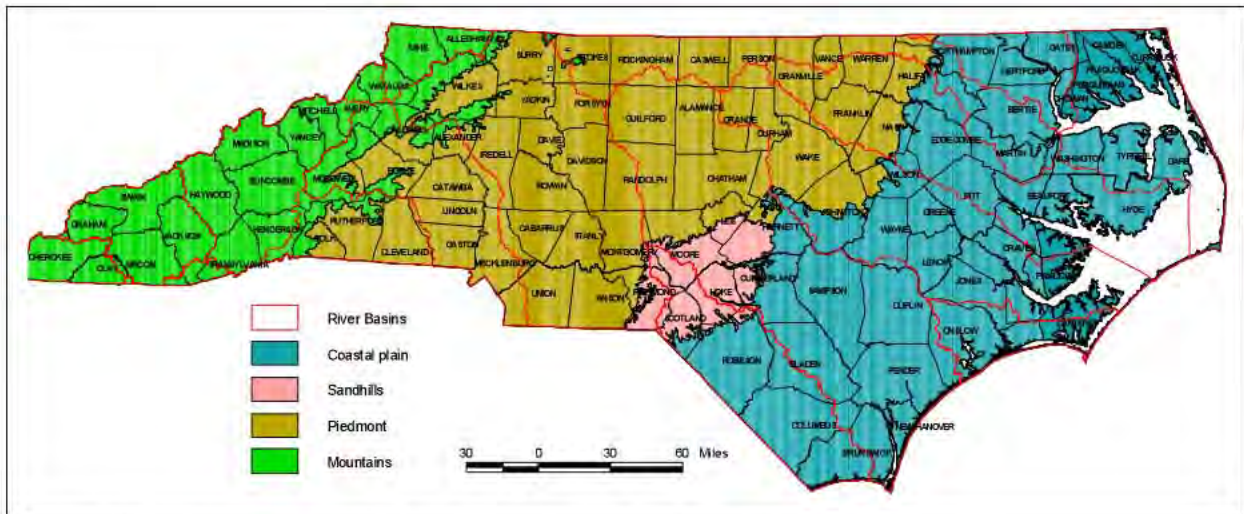 SURRY
ROCKINGHAM
CASWELL
PERSON
VANCE
WARREN
GATES
CAMDEN
HERTFORD
GRANVILLE
WATAUGA
WILKES
YADKIN
FORSYTH
BERTIE
CHOWAN
MITCHELL
AVERY
GUILFORD
ALAMANCE
ORANGE
FRANKLIN
DURHAM
YANCEY
ALEXANDER
EDGECOMBE
MADISON
IREDELL
DAVIE
DAVIDSON
WAKE
MARTIN
WASHINGTON
TYRRELL
DARE
BURKE
WILSON
BUNCOMBE
CATAWBA
ROWAN
RANDOLPH
CHATHAM
HAYWOOD
SWAIN
PITT
BEAUFORT
HYDE
LINCOLN
JOHNSTON
GREENE
GRAHAM
RUTHERFORD
HENDERSON
CABARRUS
STANLY
HARNETT
WAYNE
JACKSON
POLK
CLEVELAND
GASTON
MONTGOMERY
MOORE
LENOIR
CRAVEN
CHEROKEE
CLAY
MACON
TRANSYLVANIA
MECKLENBURG
CUMBERLAND
SAMPSON
JONES
UNION
ANSON
RICHMOND
HOKE
DUPLIN
SCOTLAND
ONSLOW
River Basins
Coastal plain
ROBESON
BLADEN
PENDER
Sandhills
Piedmont
COLUMBUS
NEW HANOVER
BRUNSWICK
Mountains
30 0 30 60 Miles